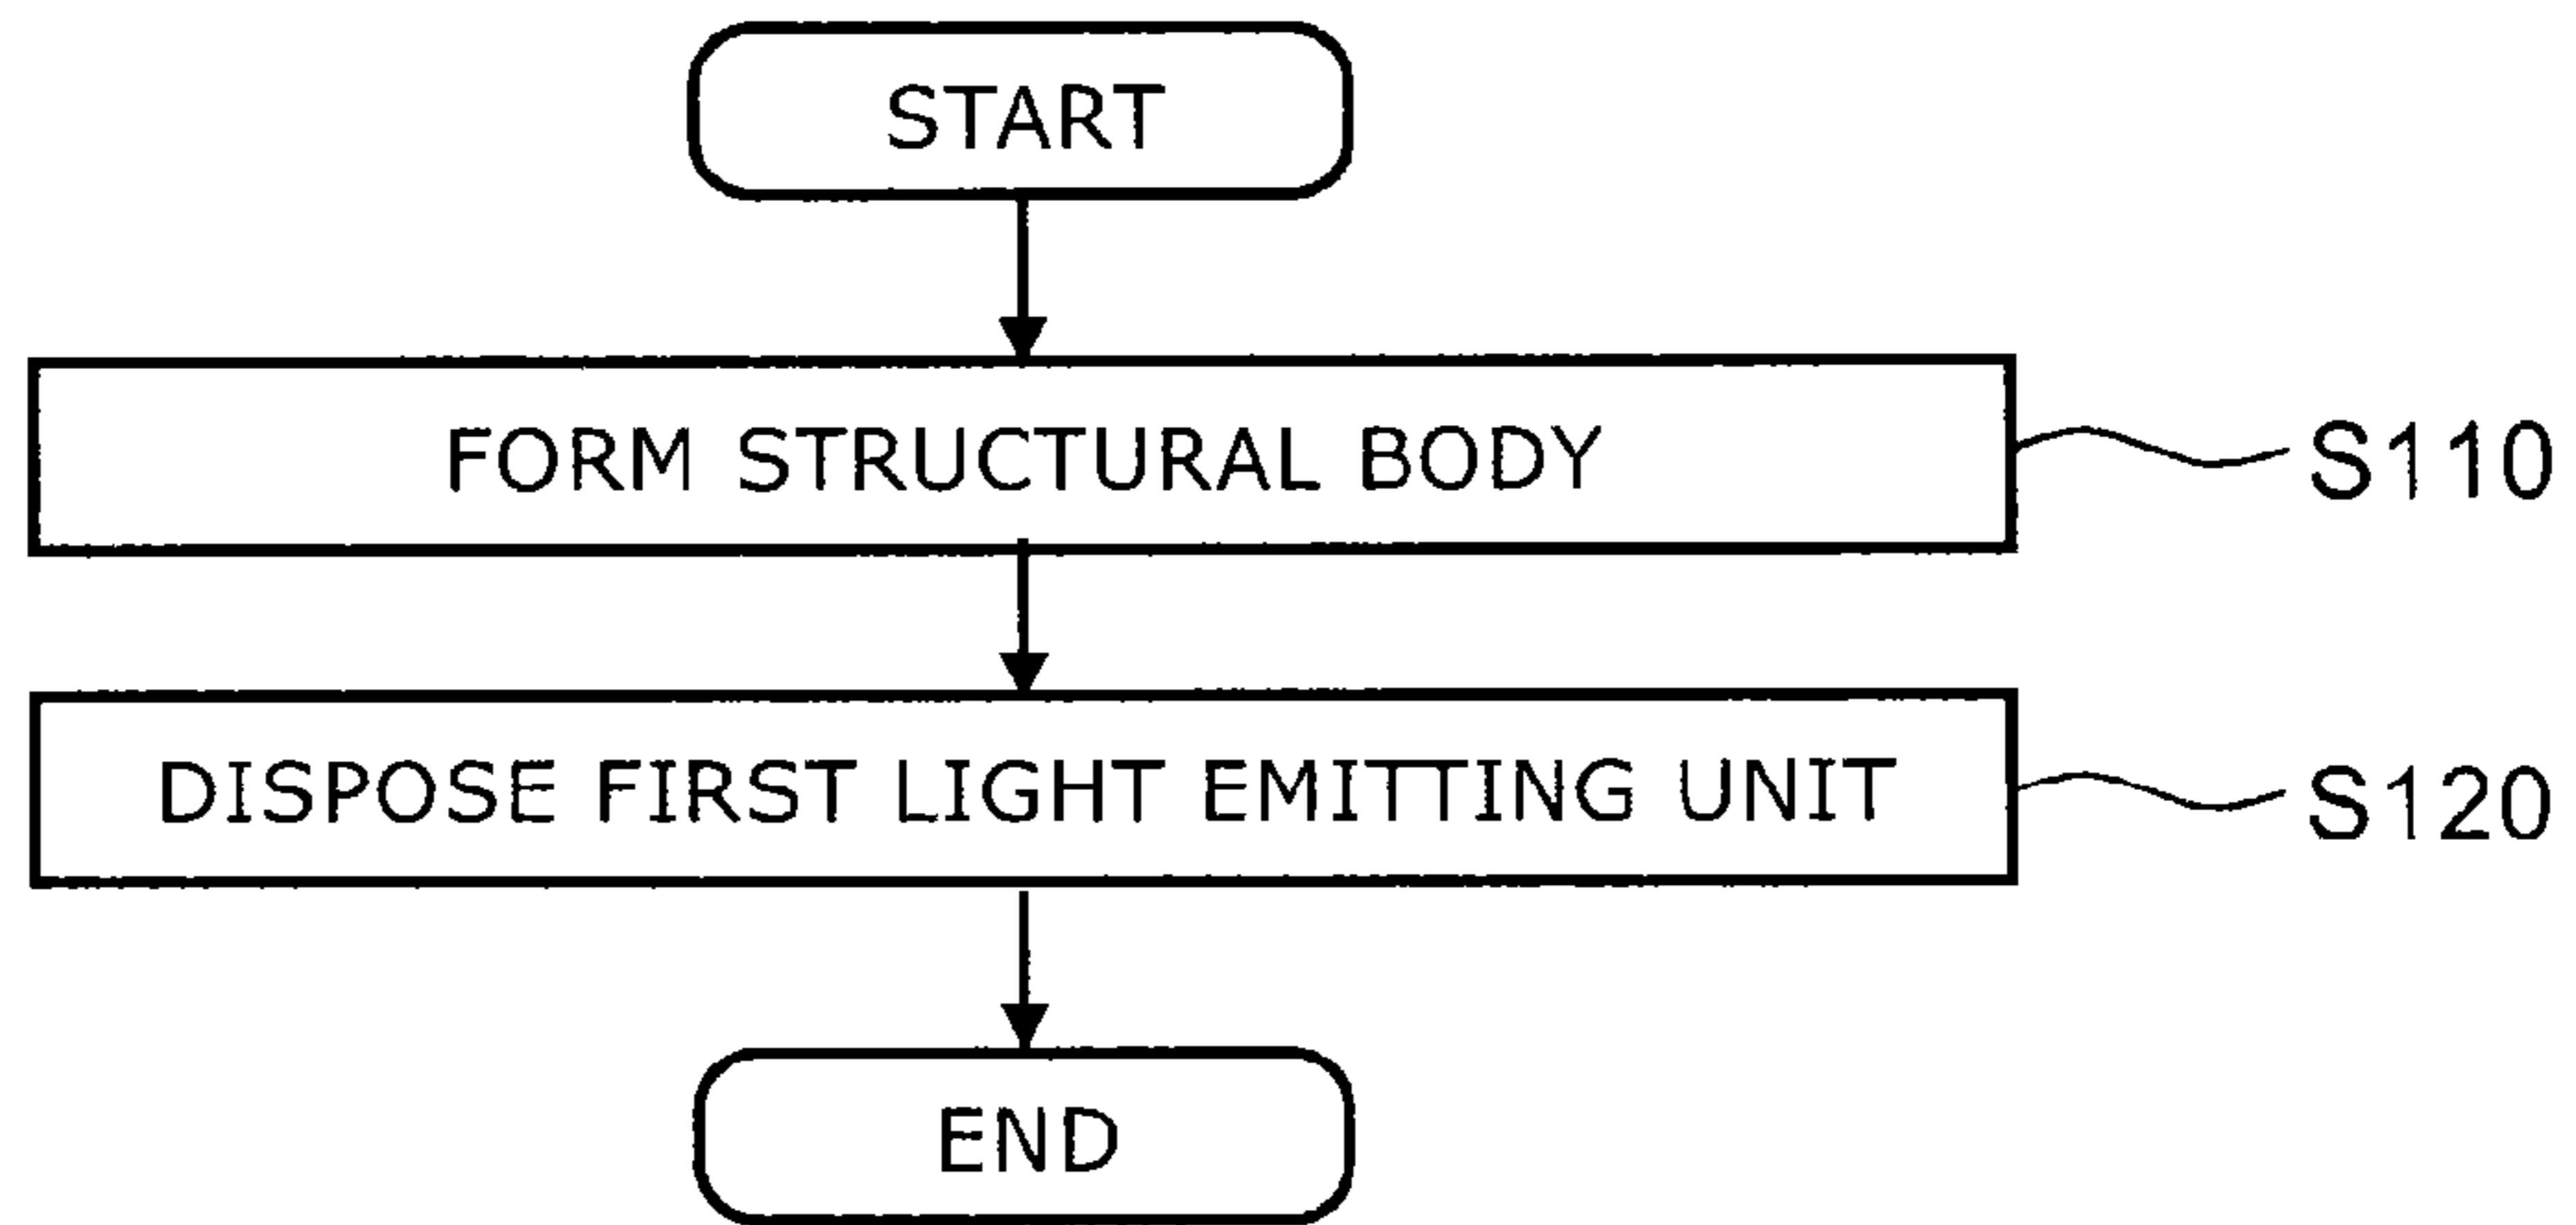 START
FORM STRUCTURAL BODY
S110
DISPOSE FIRST LIGHT EMITTING UNIT
S120
END